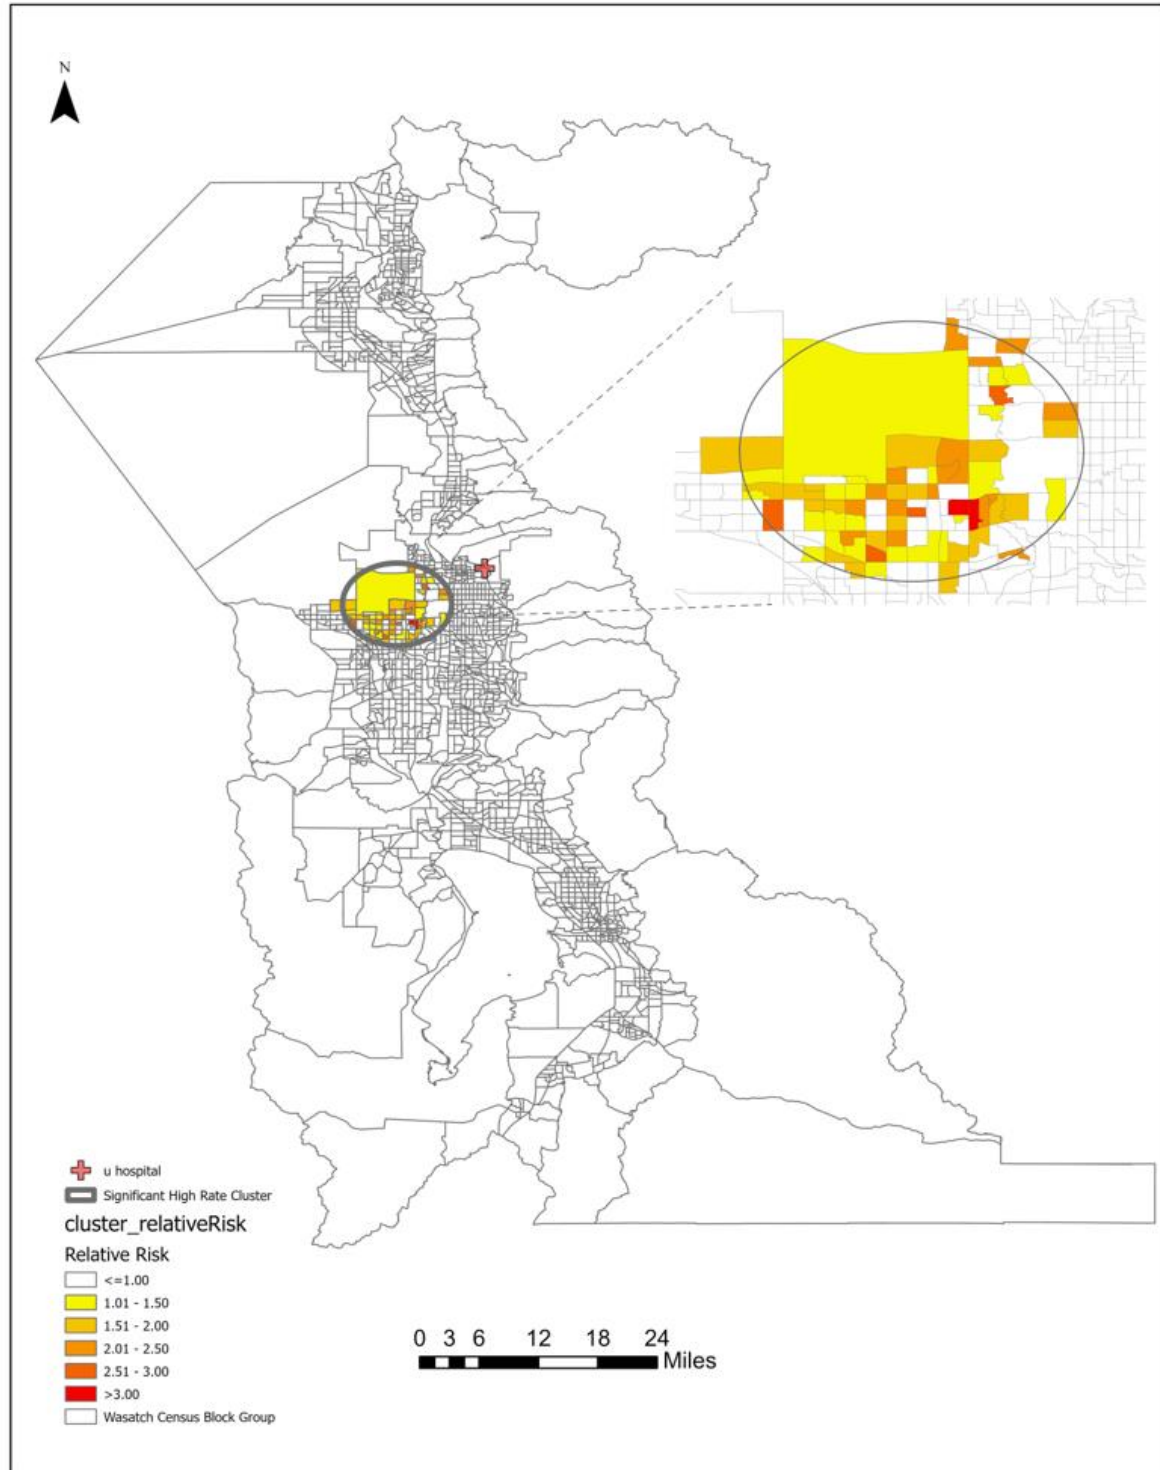 N
u hospital
Significant High Rate Cluster
cluster_relativeRisk
Relative Risk
<=1.00
1.01 - 1.50
1.51 - 2.00
2.01 - 2.50
2.51 - 3.00
>3.00
Wasatch Census Block Group
0 3 6 12 18 24
Miles